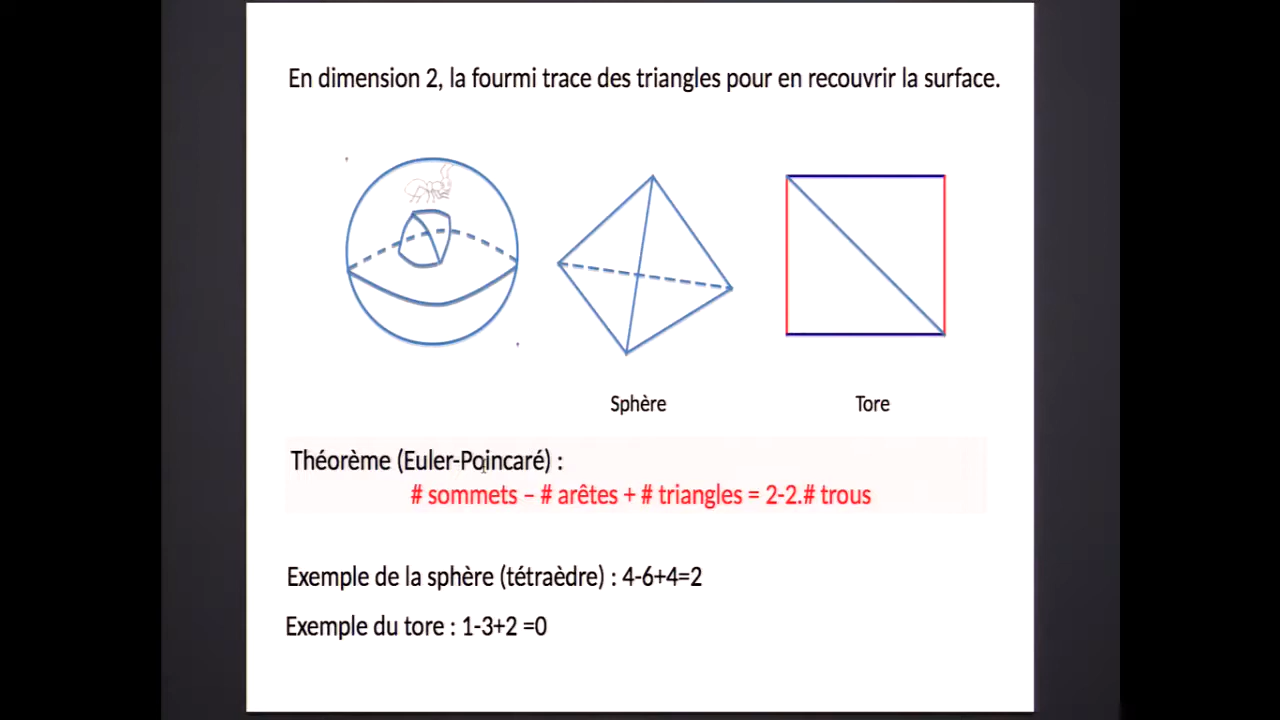 En dimension 2, la fourmi trace des triangles pour en recouvrir la surface.
Sphère
Tore
Théorème (Euler-Poincaré) :
# sommets – # arêtes + # triangles = 2-2.# trous
Exemple de la sphère (tétraèdre) : 4-6+4=2
Exemple du tore : 1-3+2 =0